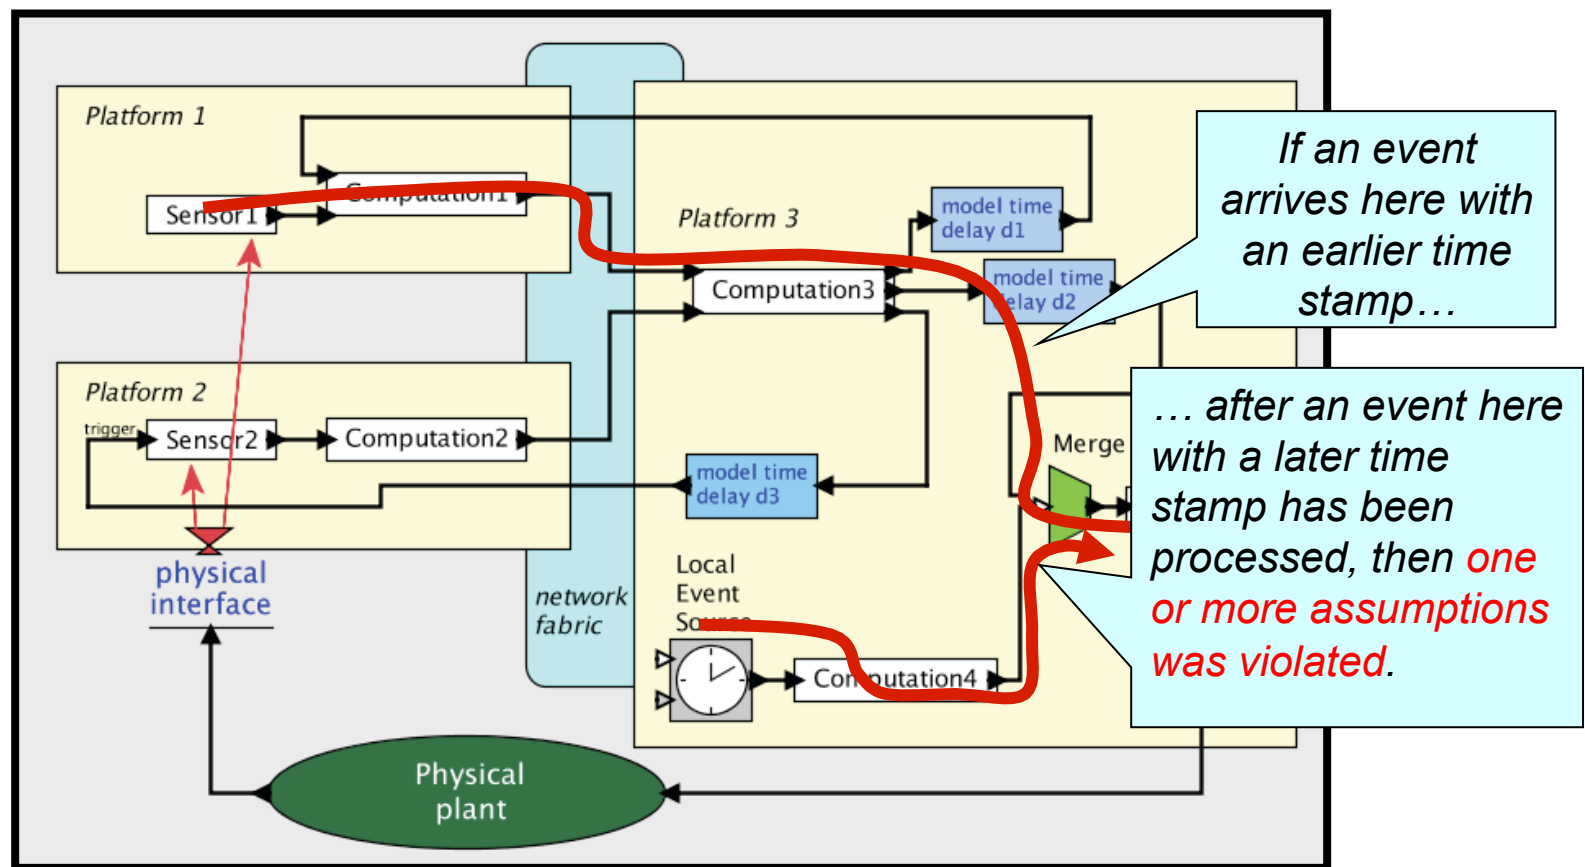 Platform 1
Sensor1
Computation1
Platform 3
model time
delay d1
model time
delay d2
Computation3
If an event
arrives here with
an earlier time
stamp…
Platform 2
trigger
Sensor2
Computation2
model time
delay d3
Merge
… after an event here
with a later time
stamp has been
processed, then one
or more assumptions
was violated.
physical
interface
network
fabric
Local
Event
Source
Computation4
Physical
plant